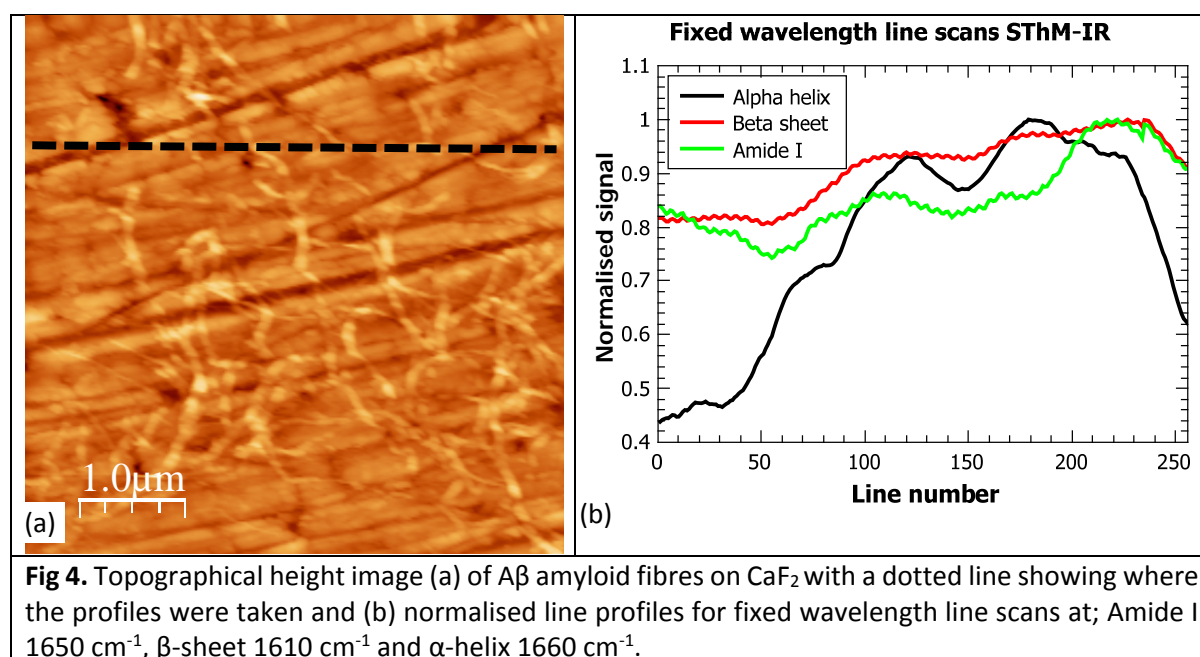 1.0μm
(a)
Fixed wavelength line scans SThM-IR
1.1
1
0.9
0.8
0.7
0.6
0.5
0.4
Normalised signal
Alpha helix
Beta sheet
Amide I
0 50 100 150 200 250
Line number
(b)
Fig 4. Topographical height image (a) of Aβ amyloid fibres on CaF₂ with a dotted line showing where
the profiles were taken and (b) normalised line profiles for fixed wavelength line scans at; Amide I
1650 cm⁻¹, β-sheet 1610 cm⁻¹ and α-helix 1660 cm⁻¹.